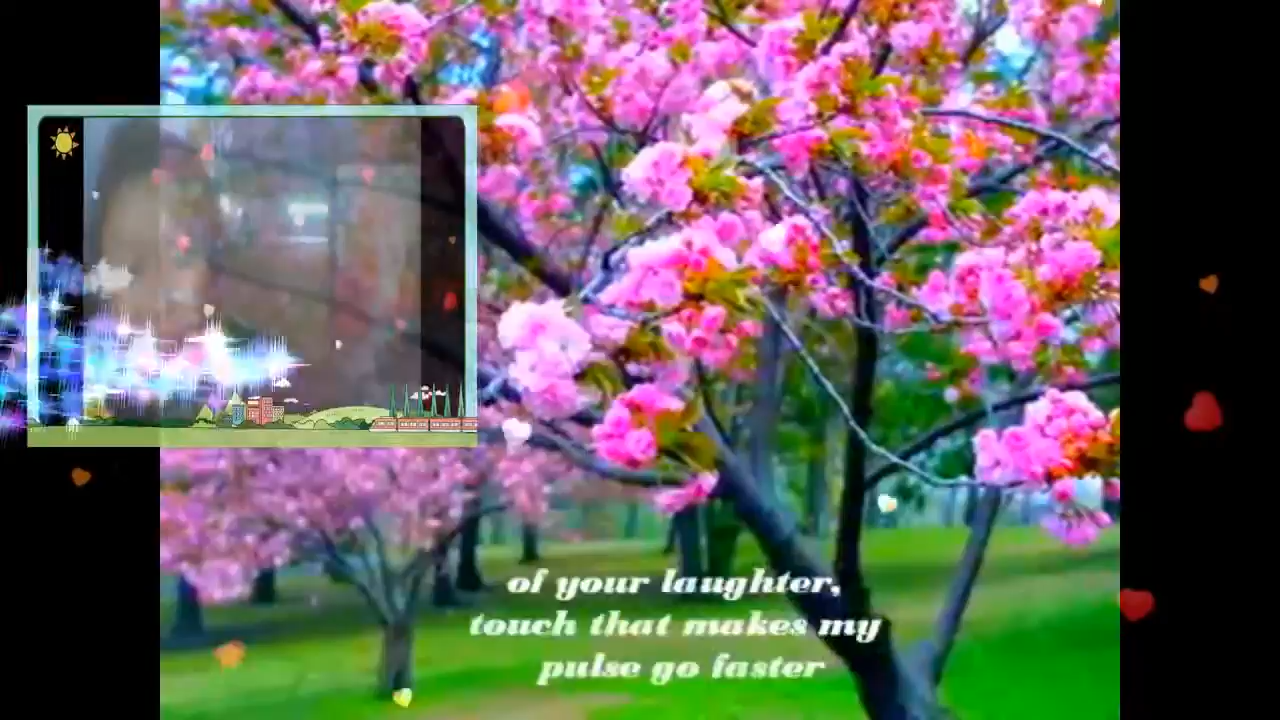 of your laughter,
touch that makes my
pulse go faster